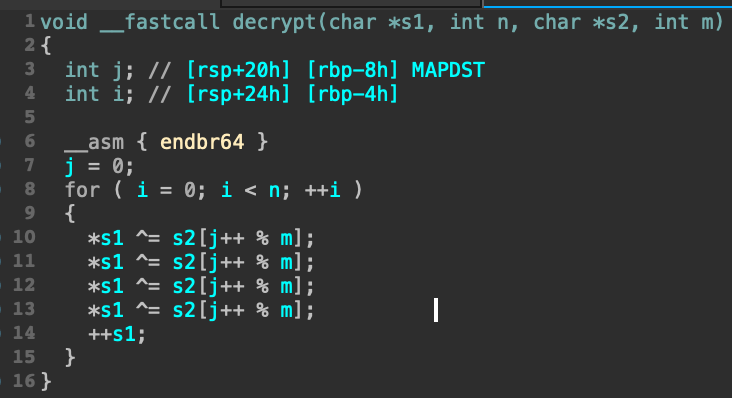 1 void __fastcall decrypt(char *s1, int n, char *s2, int m)
2 {
3   int j; // [rsp+20h] [rbp-8h] MAPDST
4   int i; // [rsp+24h] [rbp-4h]
5
6   __asm { endbr64 }
7   j = 0;
8   for ( i = 0; i < n; ++i )
9   {
10     *s1 ^= s2[j++ % m];
11     *s1 ^= s2[j++ % m];
12     *s1 ^= s2[j++ % m];
13     *s1 ^= s2[j++ % m];
14     ++s1;
15   }
16 }